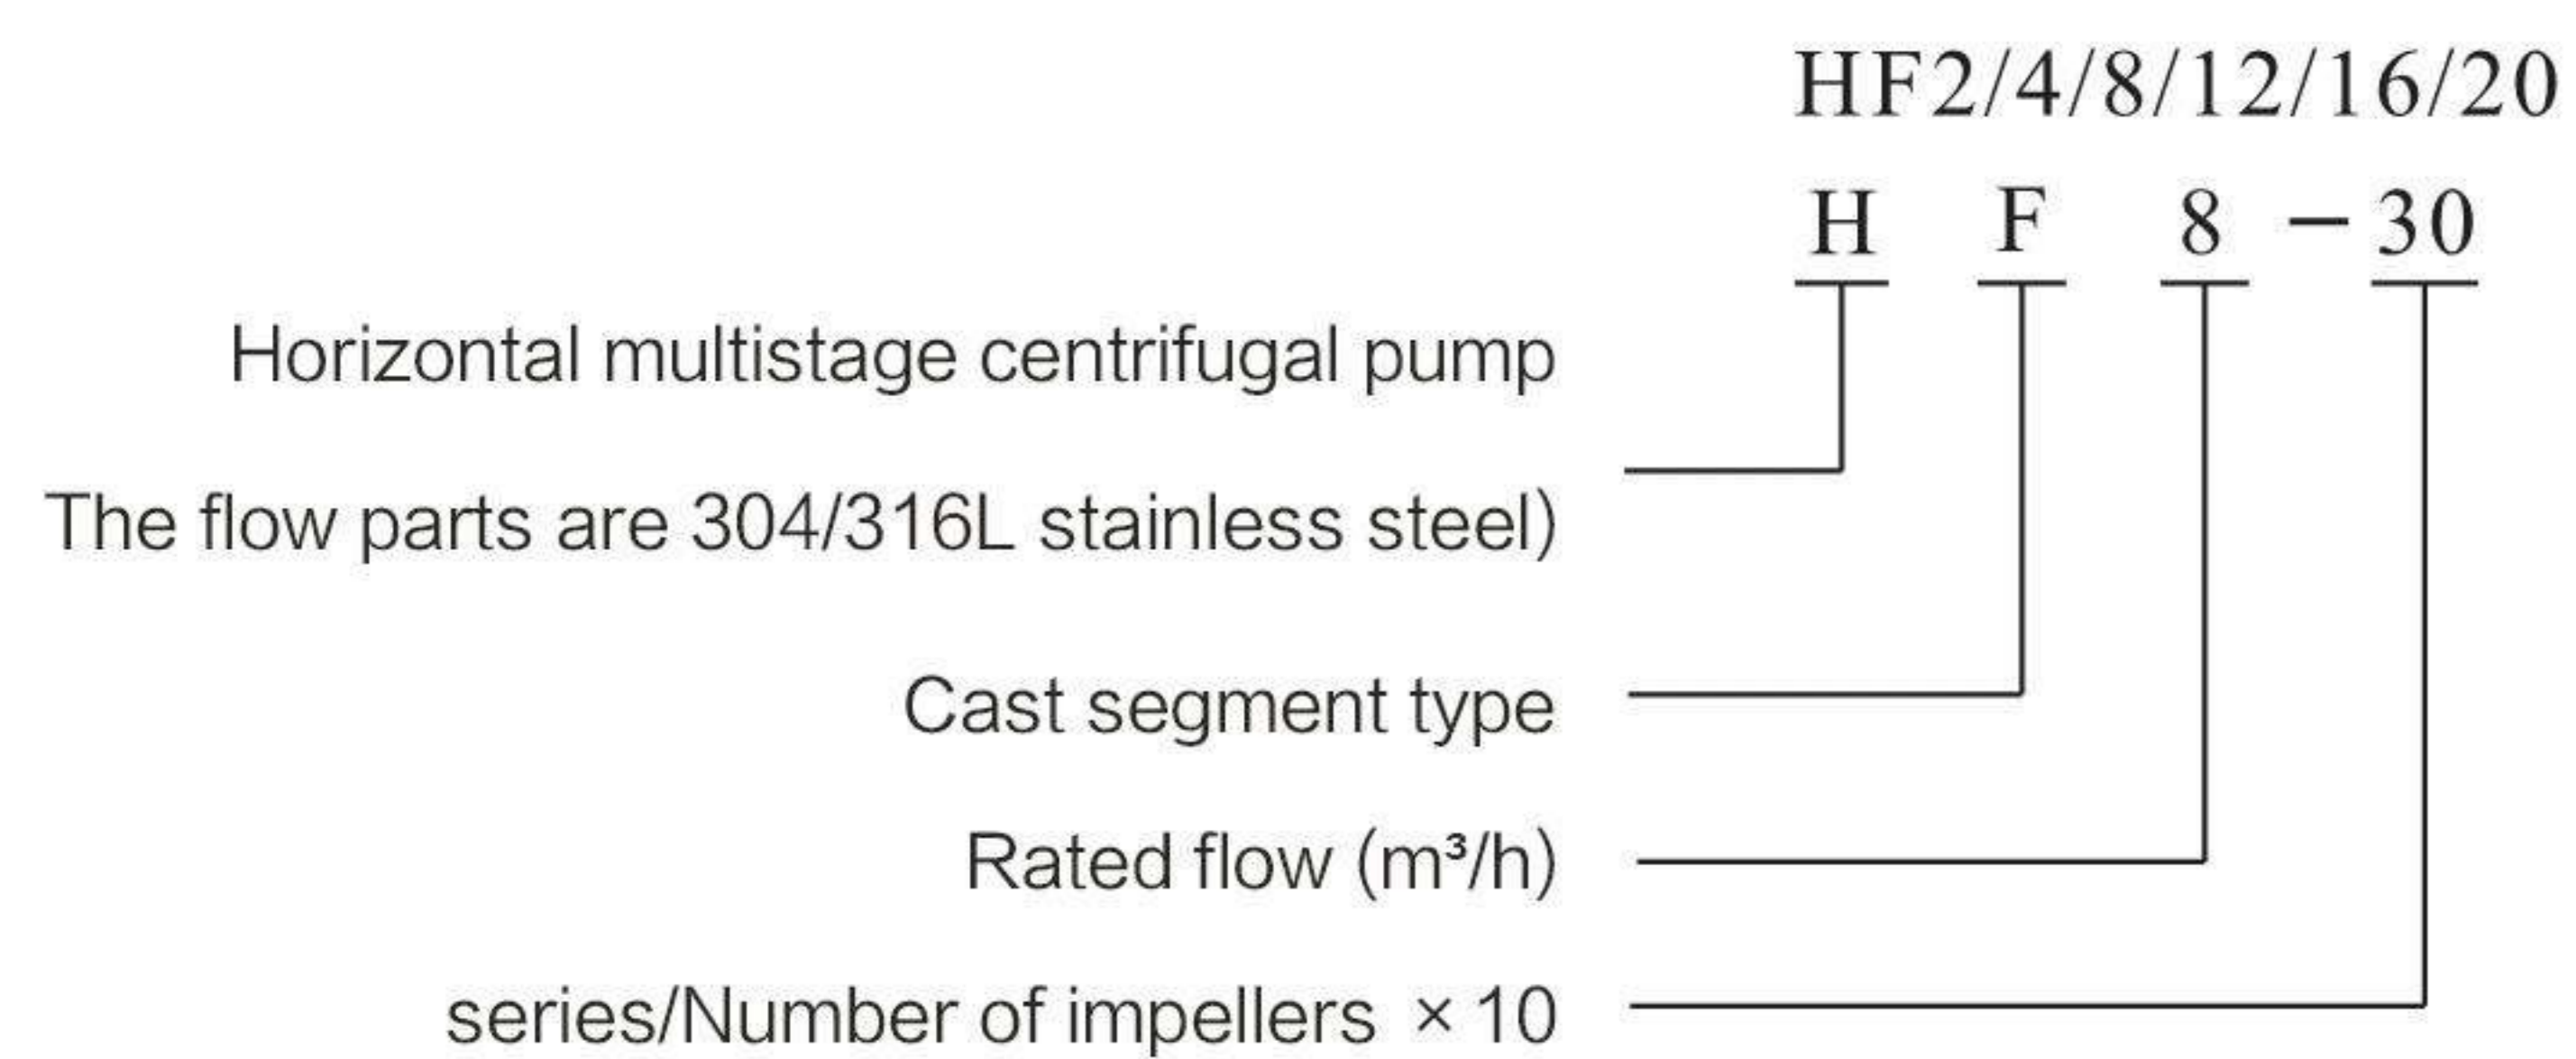 HF2/4/8/12/16/20
H F 8 – 30
Horizontal multistage centrifugal pump
The flow parts are 304/316L stainless steel)
Cast segment type
Rated flow (m³/h)
series/Number of impellers ×10